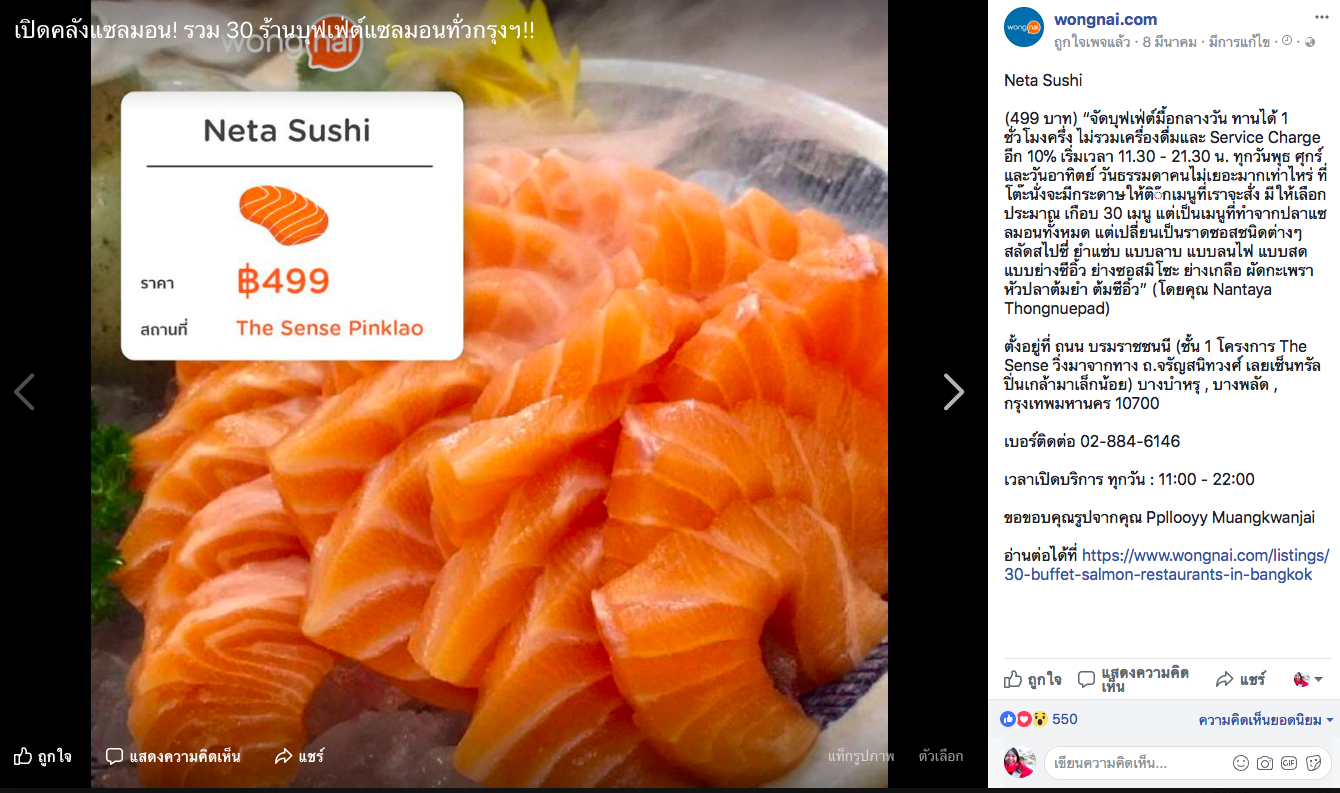 เปิดคลังแซลมอน! รวม 30 ร้านบุฟเฟ่ต์แซลมอนทั่วกรุงฯ!!
wongnai
Neta Sushi
ราคา ฿499
สถานที่ The Sense Pinklao
ถูกใจ แสดงความคิดเห็น แชร์
แท็กรูปภาพ ตัวเลือก
wongnai
wongnai.com
ถูกใจเพจแล้ว · 8 มีนาคม · มีการแก้ไข ·
Neta Sushi
(499 บาท) “จัดบุฟเฟ่ต์มื้อกลางวัน ทานได้ 1
ชั่วโมงครึ่ง ไม่รวมเครื่องดื่มและ Service Charge
อีก 10% เริ่มเวลา 11.30 - 21.30 น. ทุกวันพุธ ศุกร์
และวันอาทิตย์ วันธรรมดาคนไม่เยอะมากเท่าไหร่ ที่
โต๊ะนั่งจะมีกระดาษให้ติ๊กเมนูที่เราจะสั่ง มีให้เลือก
ประมาณ เกือบ 30 เมนู แต่เป็นเมนูที่ทำจากปลาแซ
ลมอนทั้งหมด แต่เปลี่ยนเป็นราดซอสชนิดต่างๆ
สลัดสไปซี่ ยำแซ่บ แบบลาบ แบบลนไฟ แบบสด
แบบย่างซีอิ้ว ย่างซอสมิโซะ ย่างเกลือ ผัดกะเพรา
หัวปลาต้มยำ ต้มซีอิ้ว” (โดยคุณ Nantaya
Thongnuepad)
ตั้งอยู่ที่ ถนน บรมราชชนนี (ชั้น 1 โครงการ The
Sense วิ่งมาจากทาง ถ.จรัญสนิทวงศ์ เลยเซ็นทรัล
ปิ่นเกล้ามาเล็กน้อย) บางบำหรุ , บางพลัด ,
กรุงเทพมหานคร 10700
เบอร์ติดต่อ 02-884-6146
เวลาเปิดบริการ ทุกวัน : 11:00 - 22:00
ขอขอบคุณรูปจากคุณ Ppllooyy Muangkwanjai
อ่านต่อได้ที่ https://www.wongnai.com/listings/
30-buffet-salmon-restaurants-in-bangkok
ถูกใจ แสดงความคิดเห็น แชร์
550 ความคิดเห็นยอดนิยม
เขียนความคิดเห็น... GIF